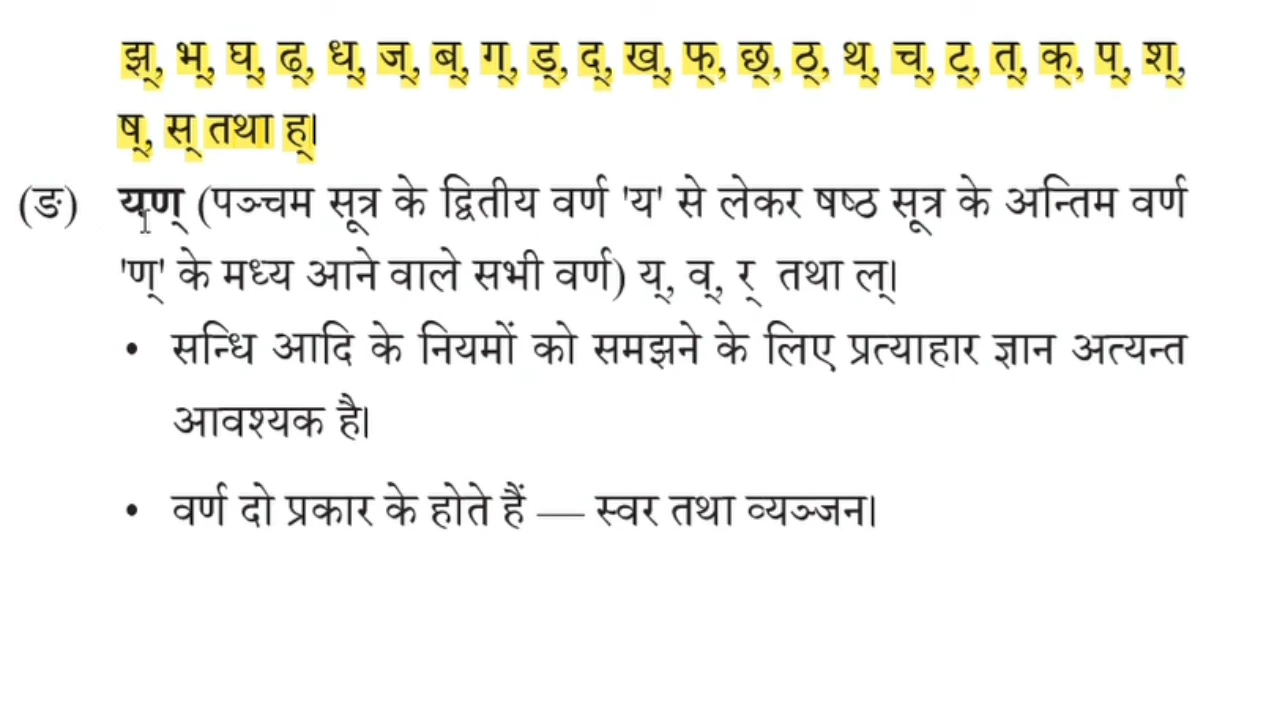 झ्, भ्, घ्, ढ्, ध्, ज्, ब्, ग्, ड्, द्, ख्, फ्, छ्, ठ्, थ्, च्, ट्, त्, क्, प्, श्,
ष्, स् तथा ह्।
(ङ) यण् (पञ्चम सूत्र के द्वितीय वर्ण 'य' से लेकर षष्ठ सूत्र के अन्तिम वर्ण
'ण्' के मध्य आने वाले सभी वर्ण) य्, व्, र् तथा ल्।
• सन्धि आदि के नियमों को समझने के लिए प्रत्याहार ज्ञान अत्यन्त
आवश्यक है।
• वर्ण दो प्रकार के होते हैं — स्वर तथा व्यञ्जन।